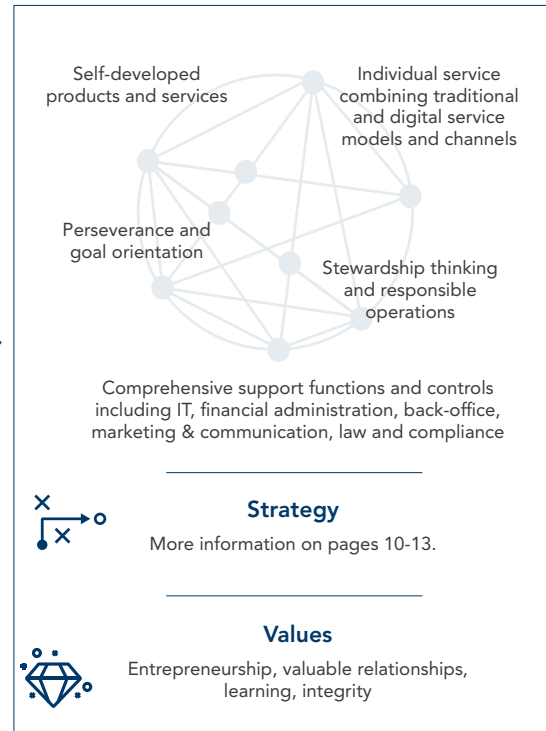 Self-developed
products and services
Individual service
combining traditional
and digital service
models and channels
Perseverance and
goal orientation
Stewardship thinking
and responsible
operations
Comprehensive support functions and controls
including IT, financial administration, back-office,
marketing & communication, law and compliance
Strategy
More information on pages 10-13.
Values
Entrepreneurship, valuable relationships,
learning, integrity